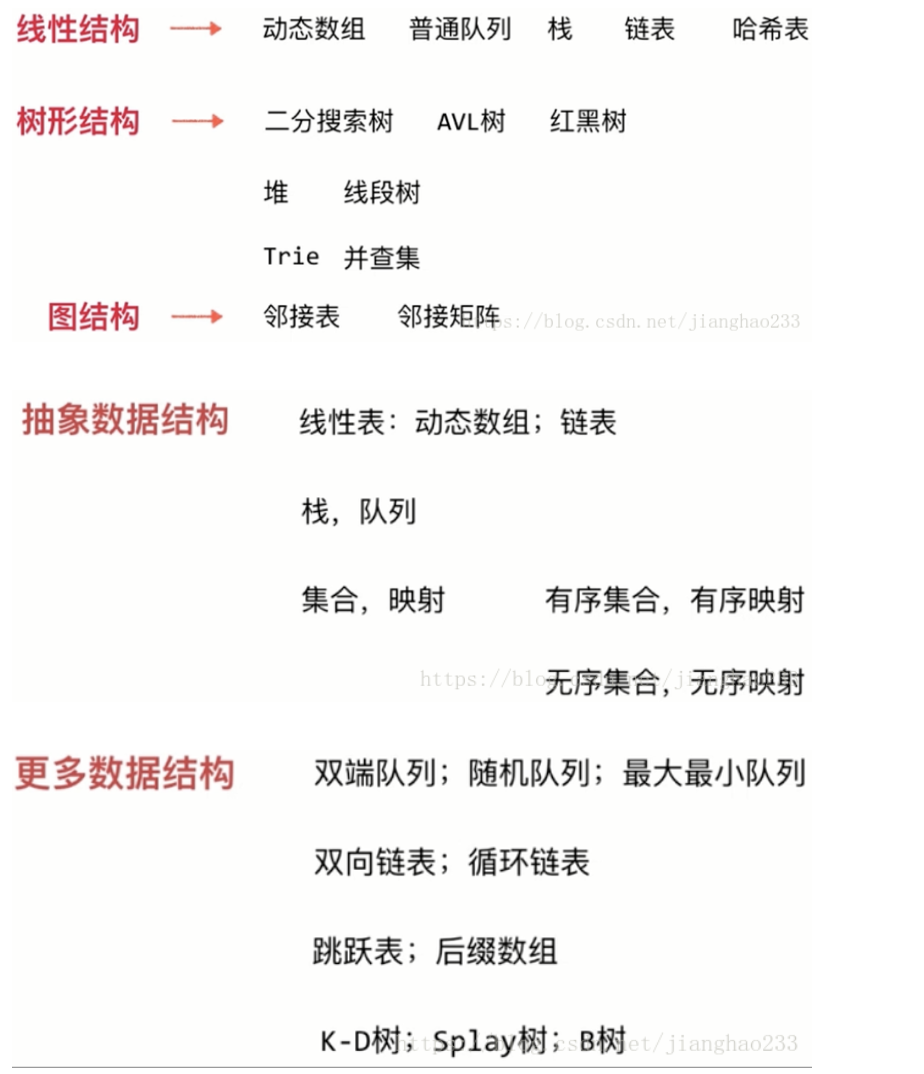 线性结构 → 动态数组 普通队列 栈 链表 哈希表
树形结构 → 二分搜索树 AVL树 红黑树
堆 线段树
Trie 并查集
图结构 → 邻接表 邻接矩阵
https://blog.csdn.net/jianghao233
抽象数据结构 线性表：动态数组；链表
栈，队列
集合，映射 有序集合，有序映射
https://blog.csdn.net/jianghao233
无序集合，无序映射
更多数据结构 双端队列；随机队列；最大最小队列
双向链表；循环链表
跳跃表；后缀数组
K-D树；Splay树；B树
https://blog.csdn.net/jianghao233